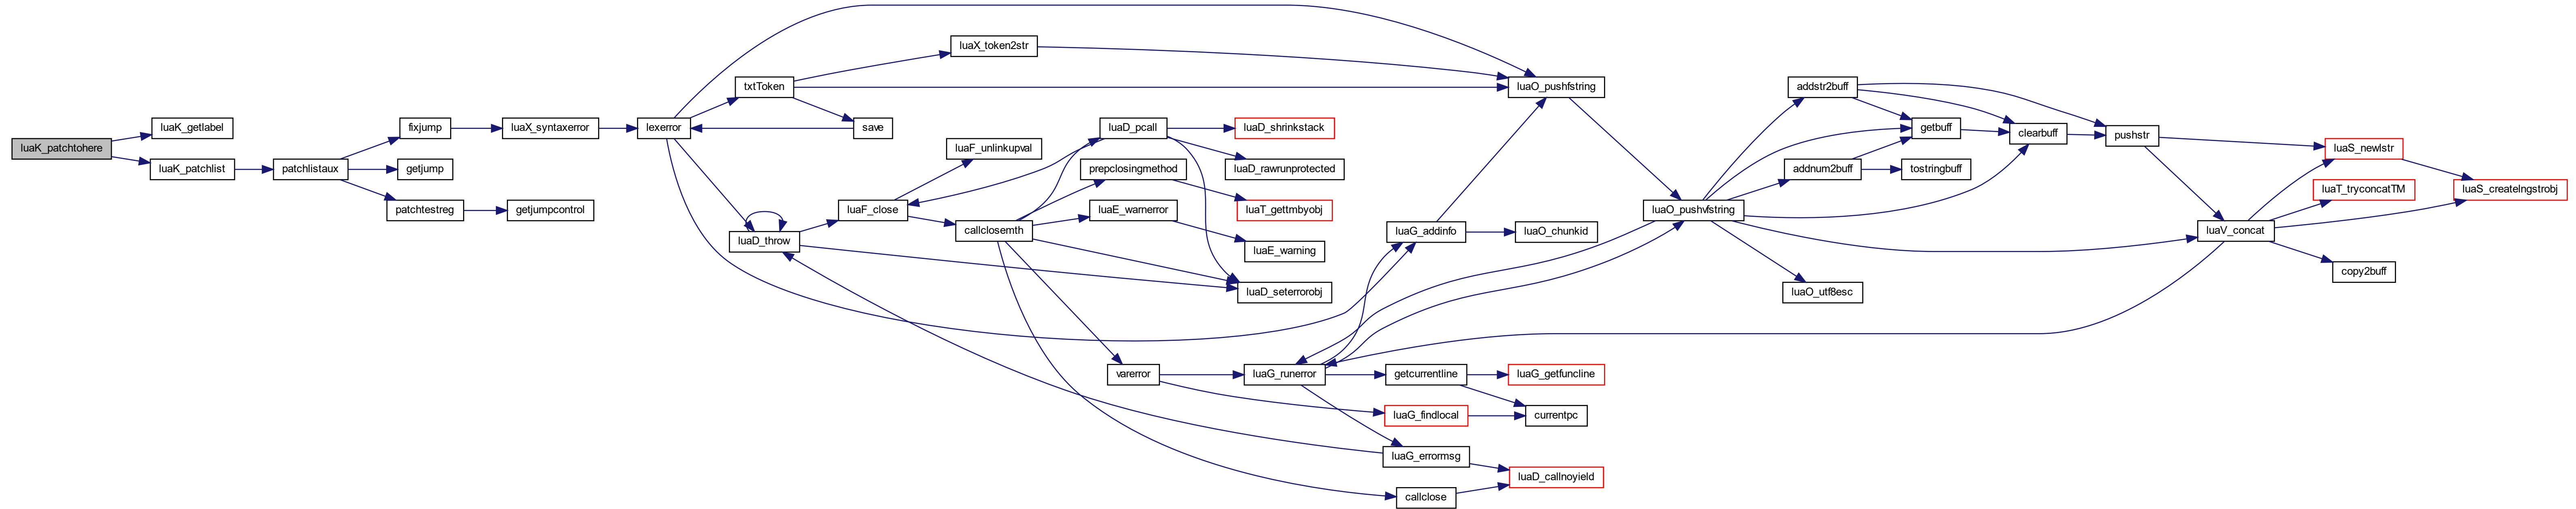 luaK_patchtohere
luaK_getlabel
luaK_patchlist
patchlistaux
fixjump
getjump
patchtestreg
luaX_syntaxerror
getjumpcontrol
lexerror
txtToken
luaD_throw
save
luaF_close
luaX_token2str
luaF_unlinkupval
callclosemth
luaD_pcall
prepclosingmethod
luaE_warnerror
varerror
luaD_shrinkstack
luaD_rawrunprotected
luaT_gettmbyobj
luaE_warning
luaD_seterrorobj
luaG_runerror
luaG_addinfo
getcurrentline
luaG_findlocal
luaG_errormsg
callclose
luaO_pushfstring
luaO_chunkid
luaG_getfuncline
currentpc
luaD_callnoyield
luaO_pushvfstring
addstr2buff
addnum2buff
luaO_utf8esc
getbuff
tostringbuff
clearbuff
pushstr
luaV_concat
luaS_newlstr
luaT_tryconcatTM
copy2buff
luaS_createlngstrobj